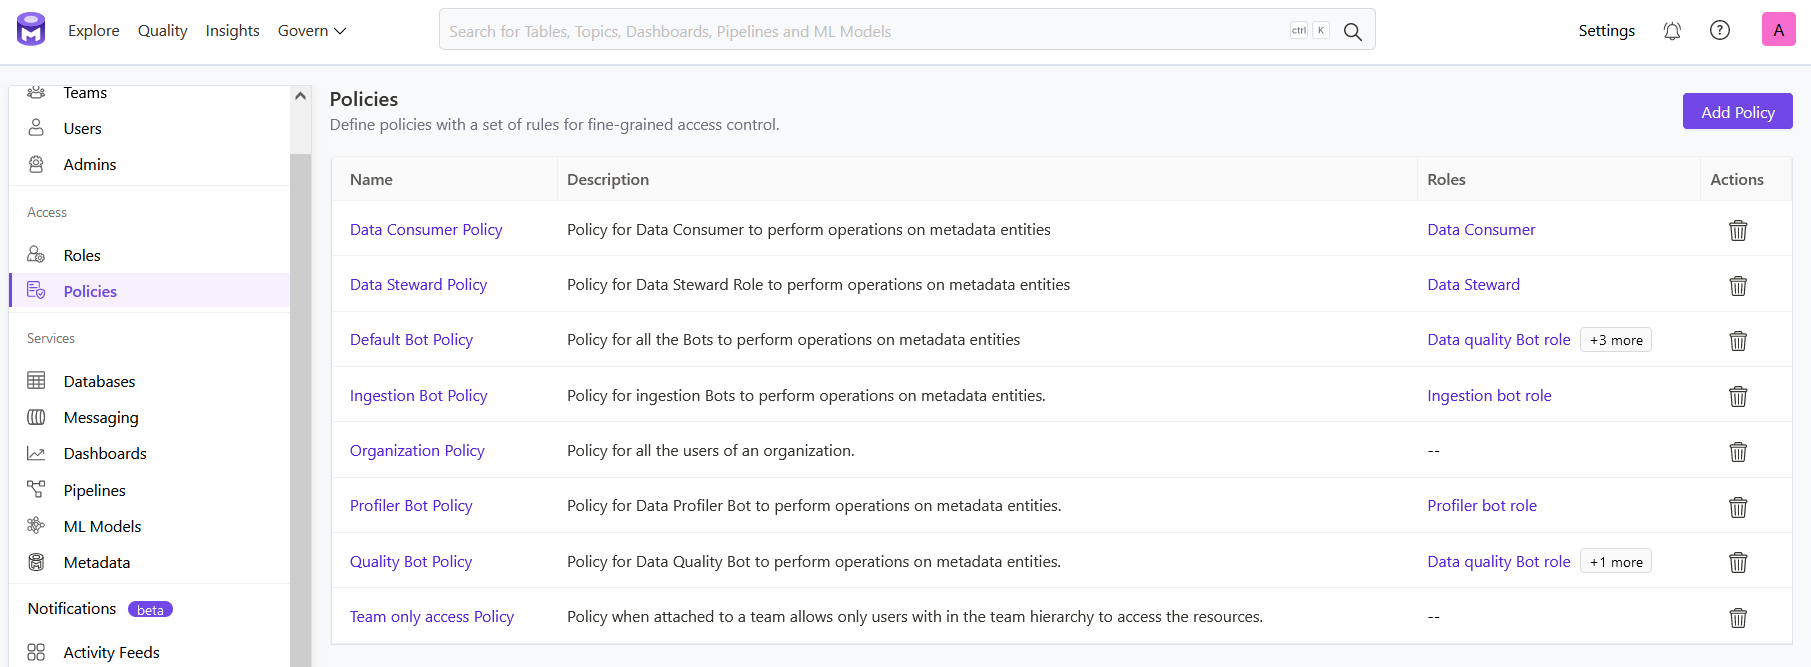 Explore Quality Insights Govern
Search for Tables, Topics, Dashboards, Pipelines and ML Models
ctrl K
Settings
A
Teams
Users
Admins
Access
Roles
Policies
Services
Databases
Messaging
Dashboards
Pipelines
ML Models
Metadata
Notifications beta
Activity Feeds
Policies
Define policies with a set of rules for fine-grained access control.
Add Policy
Name Description Roles Actions
Data Consumer Policy Policy for Data Consumer to perform operations on metadata entities Data Consumer
Data Steward Policy Policy for Data Steward Role to perform operations on metadata entities Data Steward
Default Bot Policy Policy for all the Bots to perform operations on metadata entities Data quality Bot role +3 more
Ingestion Bot Policy Policy for ingestion Bots to perform operations on metadata entities. Ingestion bot role
Organization Policy Policy for all the users of an organization. --
Profiler Bot Policy Policy for Data Profiler Bot to perform operations on metadata entities. Profiler bot role
Quality Bot Policy Policy for Data Quality Bot to perform operations on metadata entities. Data quality Bot role +1 more
Team only access Policy Policy when attached to a team allows only users with in the team hierarchy to access the resources. --